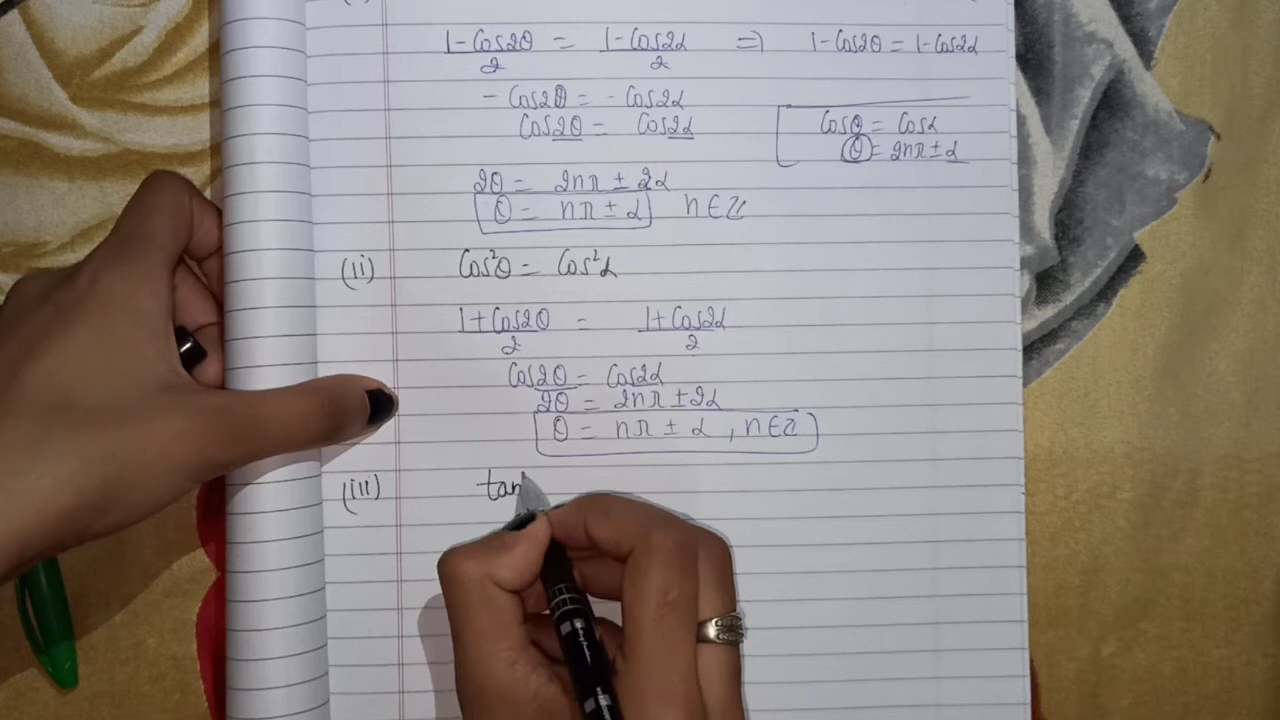 1-Cos2θ/2 = 1-Cos2α/2 ⇒ 1-Cos2θ = 1-Cos2α
- Cos2θ = - Cos2α
Cos2θ = Cos2α
Cosθ = Cosα
θ = 2nπ ± α
2θ = 2nπ ± 2α
θ = nπ ± α n∈Z
(ii) Cos²θ = Cos²α
1+Cos2θ/2 = 1+Cos2α/2
Cos2θ = Cos2α
2θ = 2nπ ± 2α
θ = nπ ± α , n∈Z
(iii) tan